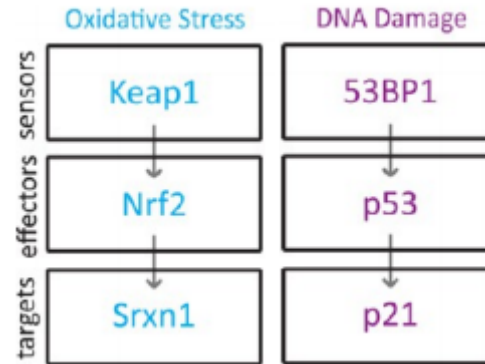 Oxidative Stress DNA Damage
sensors
Keap1 53BP1
effectors
Nrf2 p53
targets
Srxn1 p21